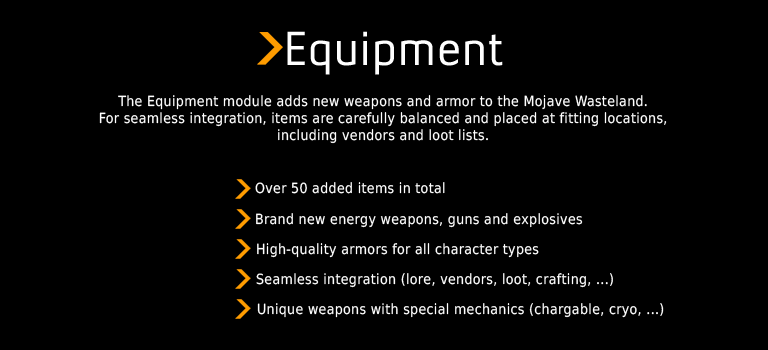 Equipment
The Equipment module adds new weapons and armor to the Mojave Wasteland.
For seamless integration, items are carefully balanced and placed at fitting locations,
including vendors and loot lists.
Over 50 added items in total
Brand new energy weapons, guns and explosives
High-quality armors for all character types
Seamless integration (lore, vendors, loot, crafting, ...)
Unique weapons with special mechanics (chargable, cryo, ...)